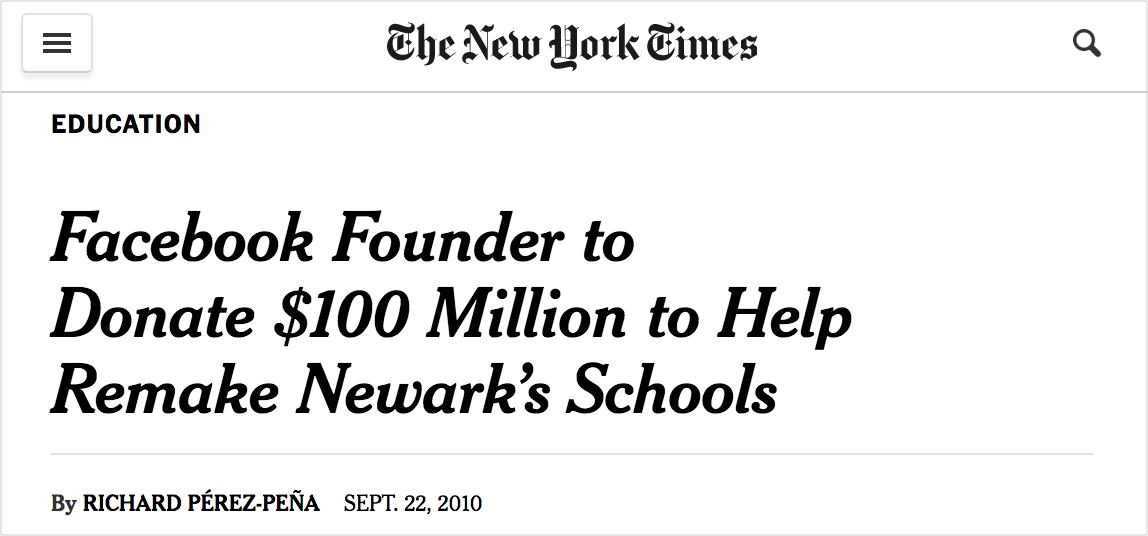 The New York Times
EDUCATION
Facebook Founder to
Donate $100 Million to Help
Remake Newark’s Schools
By RICHARD PÉREZ-PEÑA SEPT. 22, 2010